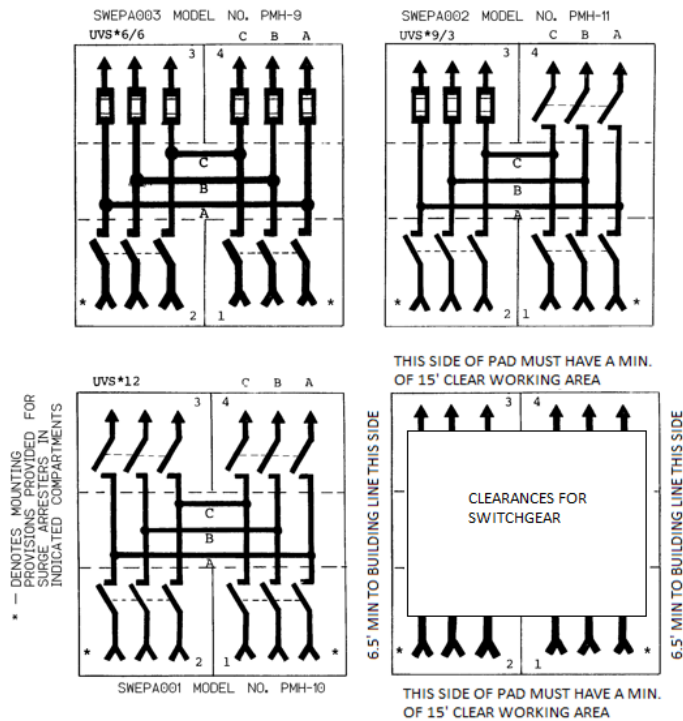 SWEPA003 MODEL NO. PMH-9
UVS*6/6
C B A
3 4
C
B
A
* *
2 1
SWEPA002 MODEL NO. PMH-11
UVS*9/3
C B A
3 4
C
B
A
* *
2 1
* — DENOTES MOUNTING
PROVISIONS PROVIDED FOR
SURGE ARRESTERS IN
INDICATED COMPARTMENTS
UVS*12
C B A
3 4
C
B
A
* *
2 1
SWEPA001 MODEL NO. PMH-10
THIS SIDE OF PAD MUST HAVE A MIN.
OF 15' CLEAR WORKING AREA
6.5' MIN TO BUILDING LINE THIS SIDE
3 4
CLEARANCES FOR
SWITCHGEAR
* *
2 1
6.5' MIN TO BUILDING LINE THIS SIDE
THIS SIDE OF PAD MUST HAVE A MIN.
OF 15' CLEAR WORKING AREA